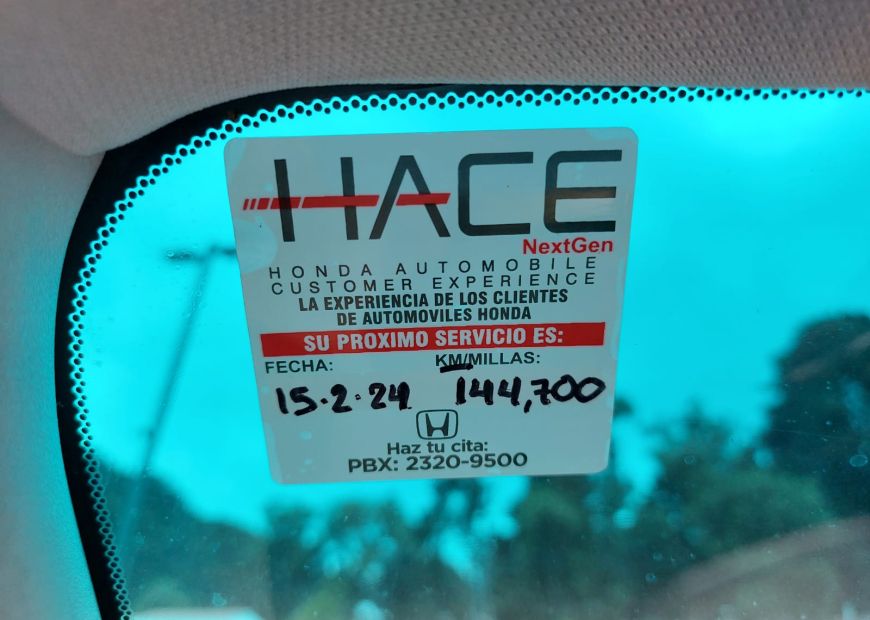 HACE
NextGen
HONDA AUTOMOBILE
CUSTOMER EXPERIENCE
LA EXPERIENCIA DE LOS CLIENTES
DE AUTOMOVILES HONDA
SU PROXIMO SERVICIO ES:
FECHA: KM/MILLAS:
15.2.24 144,700
Haz tu cita:
PBX: 2320-9500